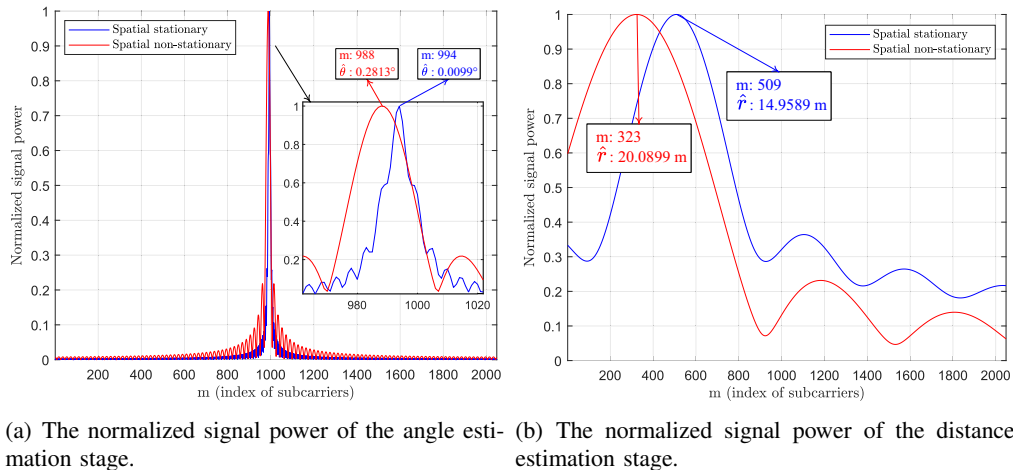 Spatial stationary
Spatial non-stationary
m: 988
θ̂ : 0.2813°
m: 994
θ̂ : 0.0099°
1
0.9
0.8
0.7
0.6
0.5
0.4
0.3
0.2
0.1
0
Normalized signal power
1
0.8
0.6
0.4
0.2
980
1000
1020
200
400
600
800
1000
1200
1400
1600
1800
2000
m (index of subcarriers)
(a) The normalized signal power of the angle esti-
mation stage.
Spatial stationary
Spatial non-stationary
m: 509
r̂ : 14.9589 m
m: 323
r̂ : 20.0899 m
1
0.9
0.8
0.7
0.6
0.5
0.4
0.3
0.2
0.1
0
Normalized signal power
200
400
600
800
1000
1200
1400
1600
1800
2000
m (index of subcarriers)
(b) The normalized signal power of the distance
estimation stage.